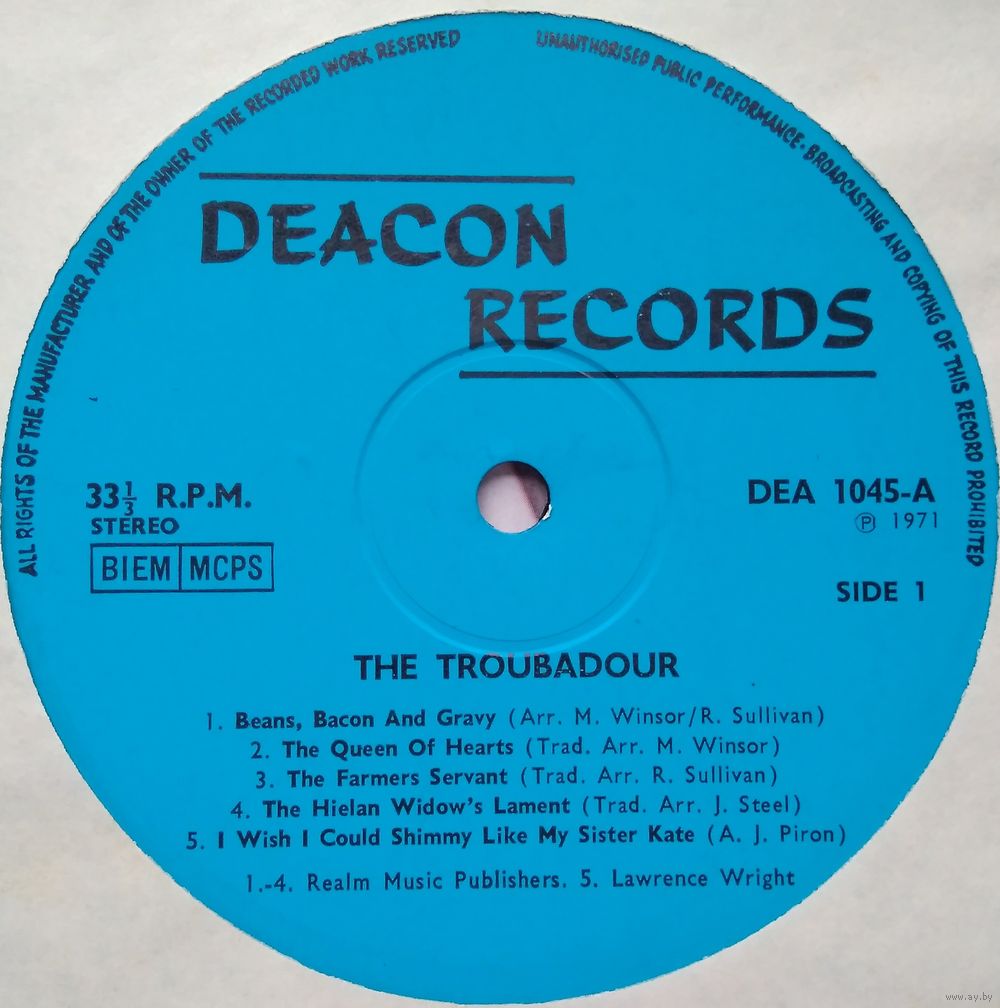 ALL RIGHTS OF THE MANUFACTURER AND OF THE OWNER OF THE RECORDED WORK RESERVED
UNAUTHORISED PUBLIC PERFORMANCE · BROADCASTING AND COPYING OF THIS RECORD PROHIBITED
DEACON
RECORDS
33⅓ R.P.M.
STEREO
BIEM MCPS
DEA 1045-A
Ⓟ 1971
SIDE 1
THE TROUBADOUR
1. Beans, Bacon And Gravy (Arr. M. Winsor/R. Sullivan)
2. The Queen Of Hearts (Trad. Arr. M. Winsor)
3. The Farmers Servant (Trad. Arr. R. Sullivan)
4. The Hielan Widow's Lament (Trad. Arr. J. Steel)
5. I Wish I Could Shimmy Like My Sister Kate (A. J. Piron)
1.-4. Realm Music Publishers. 5. Lawrence Wright
www.ay.by